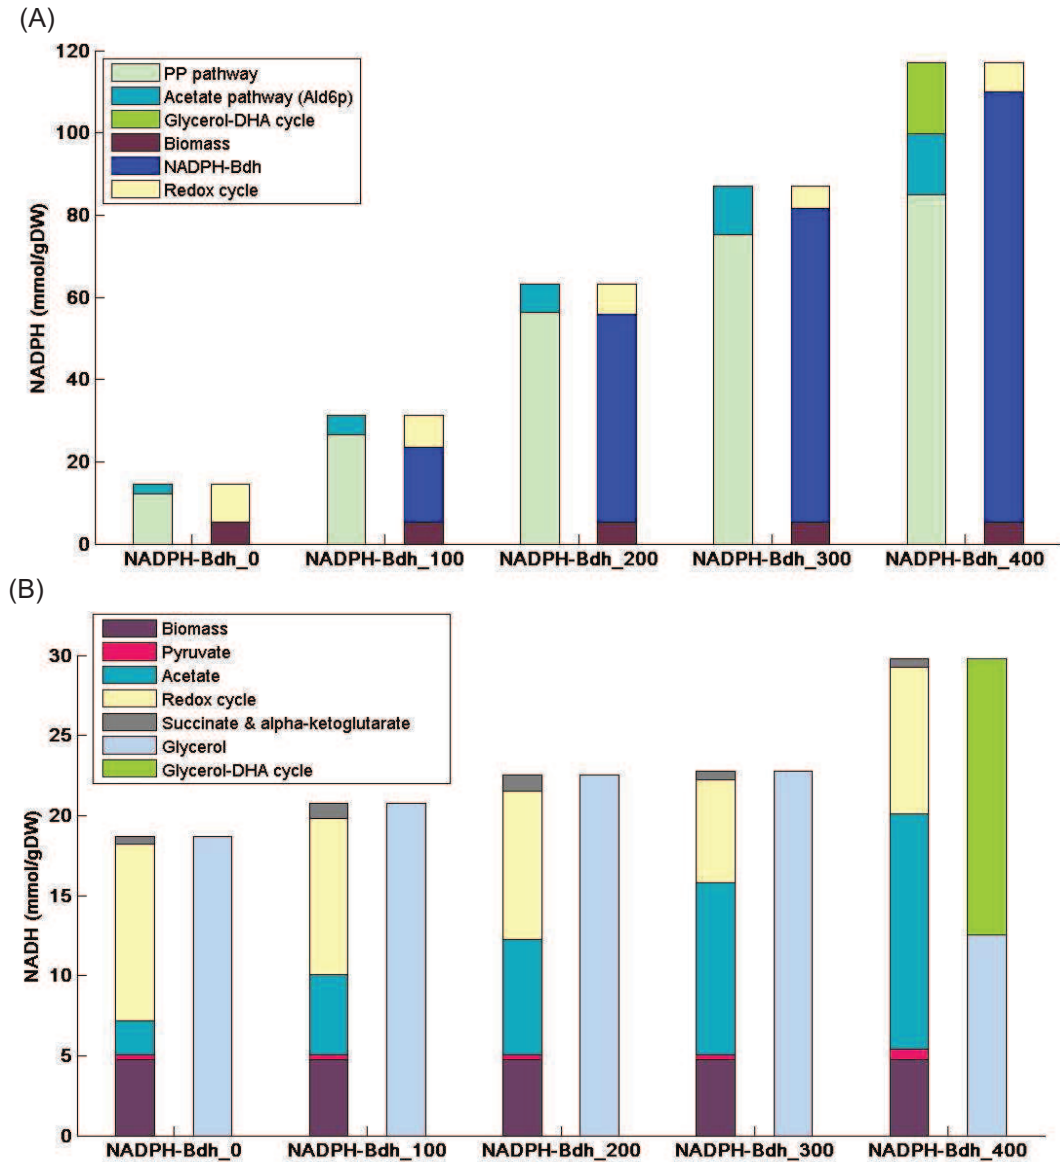 (A)
120
100
80
60
40
20
0
NADPH (mmol/gDW)
PP pathway
Acetate pathway (Ald6p)
Glycerol-DHA cycle
Biomass
NADPH-Bdh
Redox cycle
NADPH-Bdh_0 NADPH-Bdh_100 NADPH-Bdh_200 NADPH-Bdh_300 NADPH-Bdh_400
(B)
30
25
20
15
10
5
0
NADH (mmol/gDW)
Biomass
Pyruvate
Acetate
Redox cycle
Succinate & alpha-ketoglutarate
Glycerol
Glycerol-DHA cycle
NADPH-Bdh_0 NADPH-Bdh_100 NADPH-Bdh_200 NADPH-Bdh_300 NADPH-Bdh_400